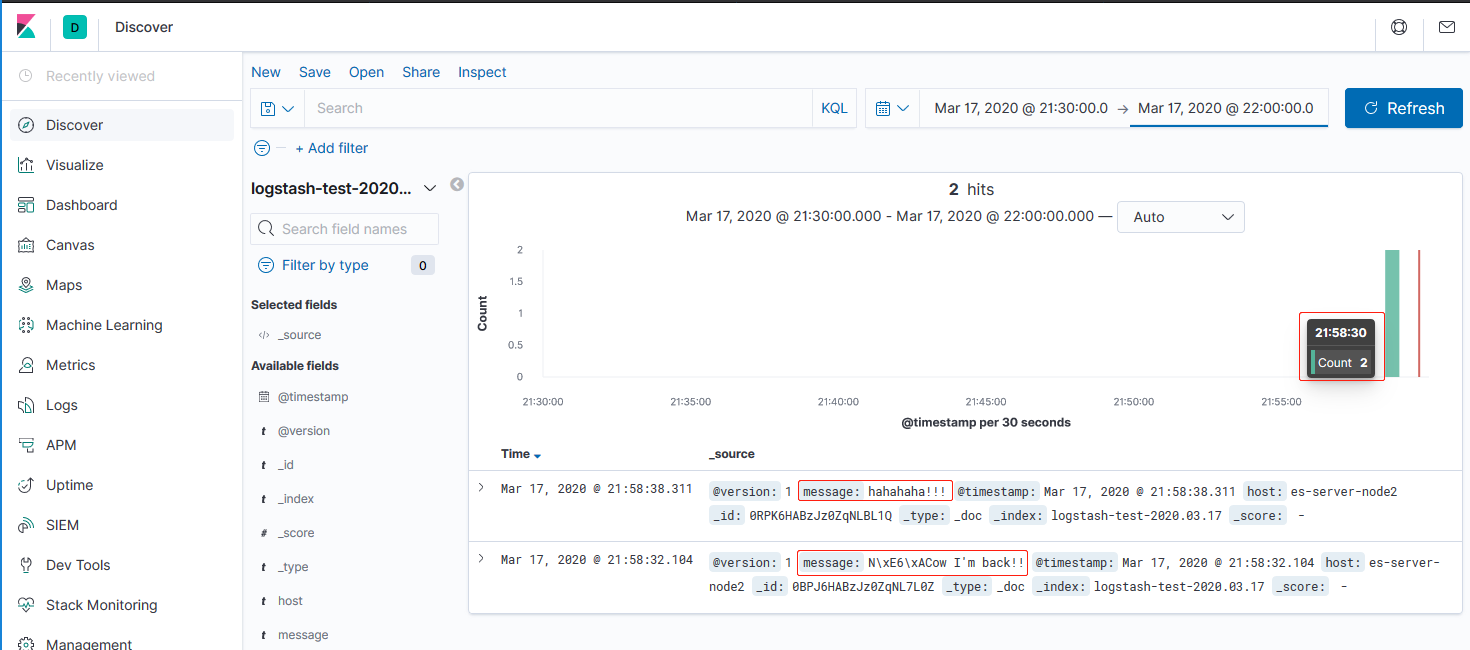 D Discover
Recently viewed
Discover
Visualize
Dashboard
Canvas
Maps
Machine Learning
Metrics
Logs
APM
Uptime
SIEM
Dev Tools
Stack Monitoring
Management
New Save Open Share Inspect
Search KQL Mar 17, 2020 @ 21:30:00.0 → Mar 17, 2020 @ 22:00:00.0 Refresh
+ Add filter
logstash-test-2020...
Search field names
Filter by type 0
Selected fields
</> _source
Available fields
@timestamp
t @version
t _id
t _index
# _score
t _type
t host
t message
2 hits
Mar 17, 2020 @ 21:30:00.000 - Mar 17, 2020 @ 22:00:00.000 — Auto
Count
2
1.5
1
0.5
0
21:58:30
Count 2
21:30:00 21:35:00 21:40:00 21:45:00 21:50:00 21:55:00
@timestamp per 30 seconds
Time _source
Mar 17, 2020 @ 21:58:38.311 @version: 1 message: hahahaha!!! @timestamp: Mar 17, 2020 @ 21:58:38.311 host: es-server-node2
_id: 0RPK6HABzJz0ZqNLBL1Q _type: _doc _index: logstash-test-2020.03.17 _score: -
Mar 17, 2020 @ 21:58:32.104 @version: 1 message: N\xE6\xACow I'm back!! @timestamp: Mar 17, 2020 @ 21:58:32.104 host: es-server-
node2 _id: 0BPJ6HABzJz0ZqNL7L0Z _type: _doc _index: logstash-test-2020.03.17 _score: -